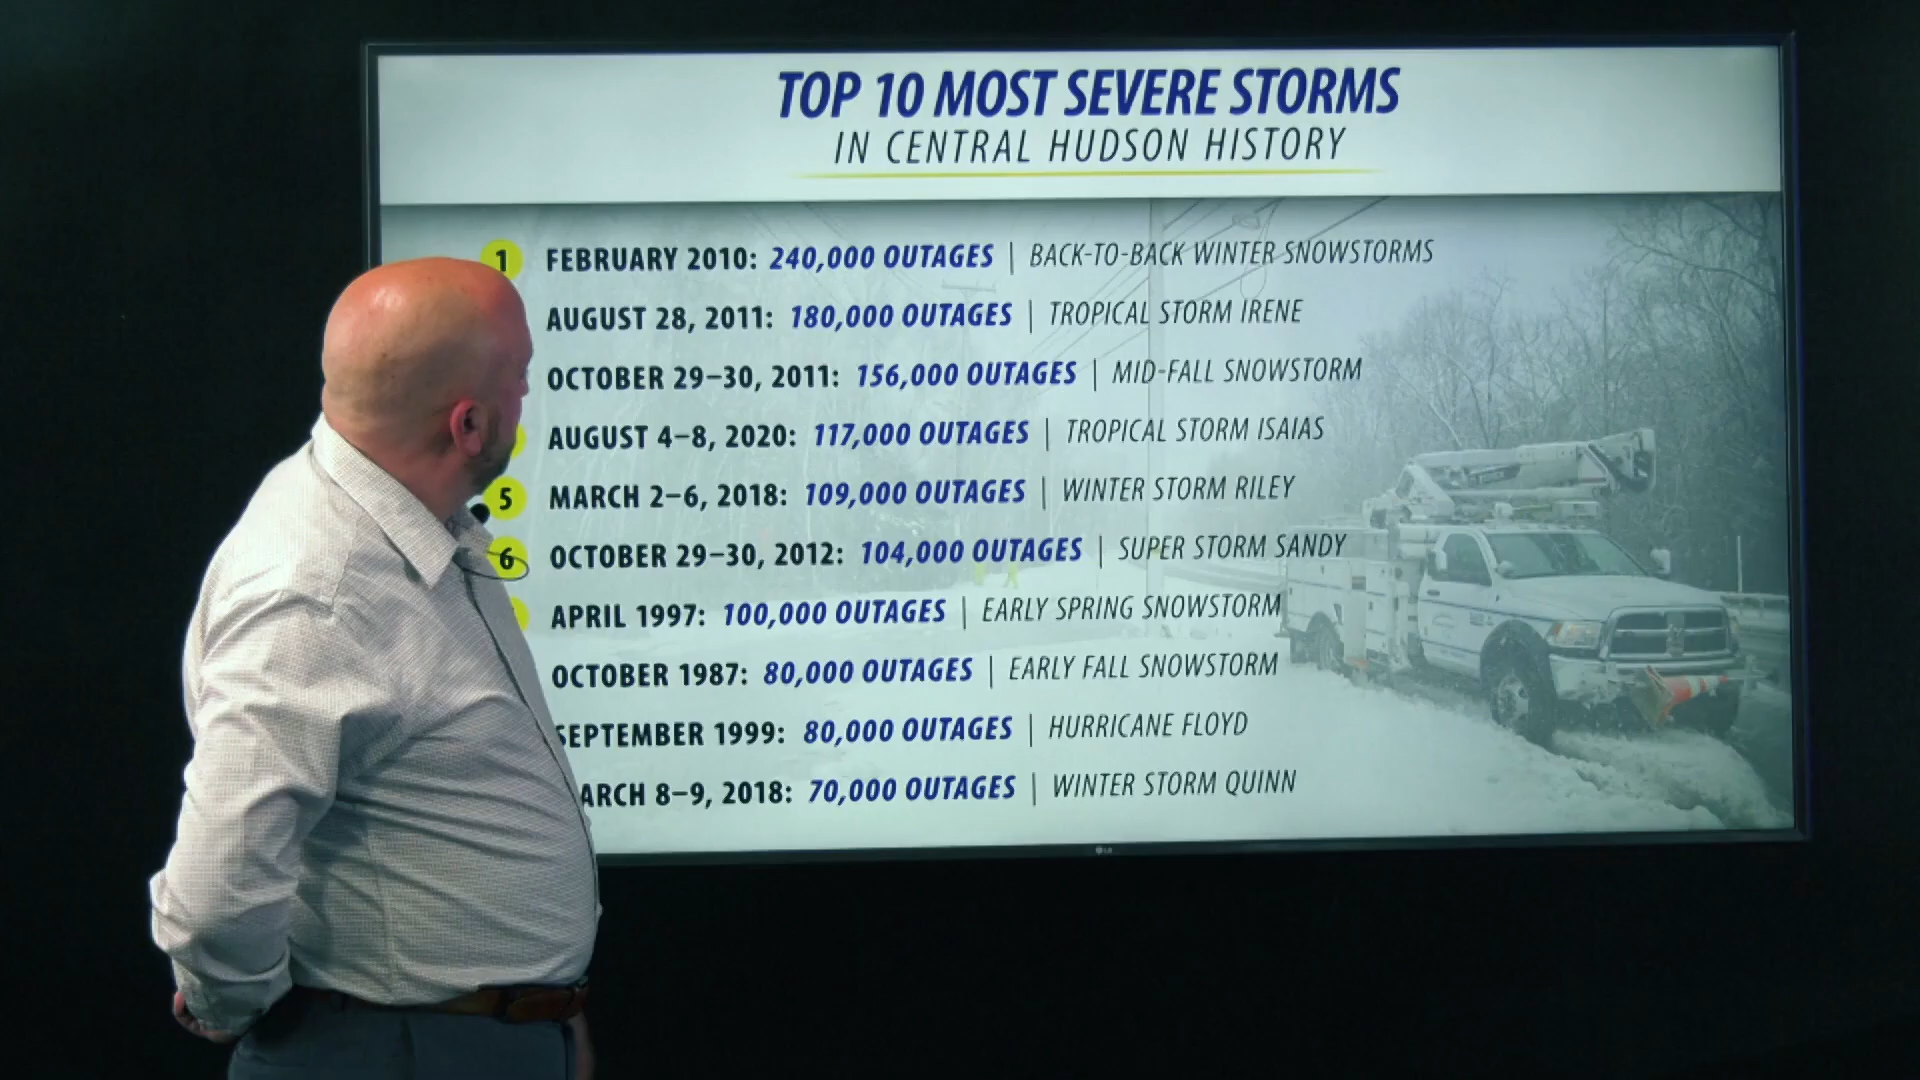 TOP 10 MOST SEVERE STORMS
IN CENTRAL HUDSON HISTORY
1 FEBRUARY 2010: 240,000 OUTAGES | BACK-TO-BACK WINTER SNOWSTORMS
AUGUST 28, 2011: 180,000 OUTAGES | TROPICAL STORM IRENE
OCTOBER 29–30, 2011: 156,000 OUTAGES | MID-FALL SNOWSTORM
AUGUST 4–8, 2020: 117,000 OUTAGES | TROPICAL STORM ISAIAS
5 MARCH 2–6, 2018: 109,000 OUTAGES | WINTER STORM RILEY
6 OCTOBER 29–30, 2012: 104,000 OUTAGES | SUPER STORM SANDY
APRIL 1997: 100,000 OUTAGES | EARLY SPRING SNOWSTORM
OCTOBER 1987: 80,000 OUTAGES | EARLY FALL SNOWSTORM
SEPTEMBER 1999: 80,000 OUTAGES | HURRICANE FLOYD
ARCH 8–9, 2018: 70,000 OUTAGES | WINTER STORM QUINN
LG